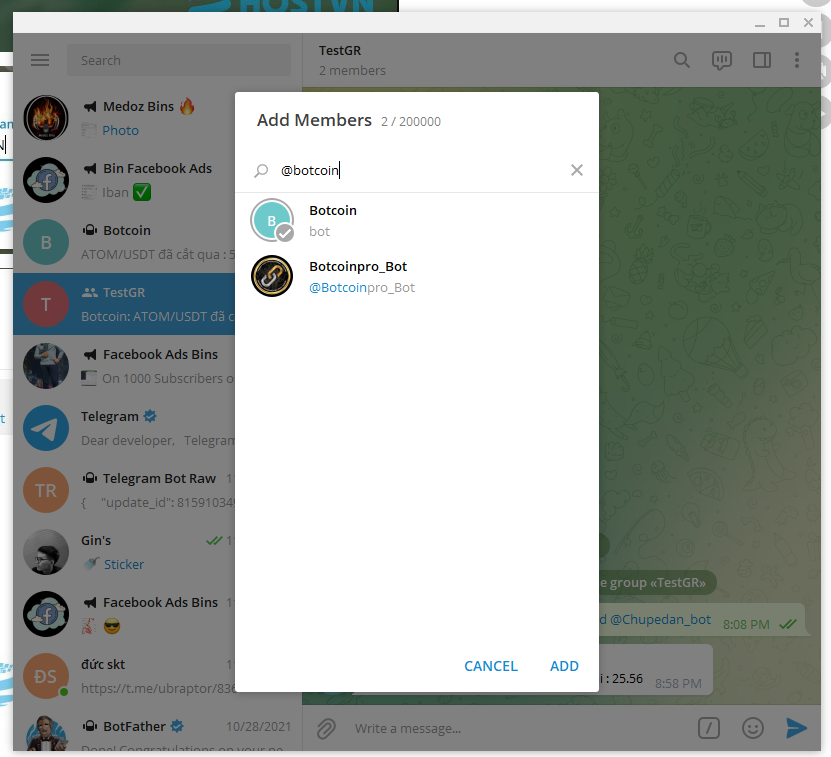 HOSTVN
Search
TestGR
2 members
Medoz Bins 🔥
Photo
Bin Facebook Ads
Iban ✅
Botcoin
ATOM/USDT đã cắt qua : 5
TestGR
Botcoin: ATOM/USDT đã c
Facebook Ads Bins
On 1000 Subscribers o
Telegram
Dear developer, Telegram
Telegram Bot Raw
{ "update_id": 81591034
Gin's
Sticker
Facebook Ads Bins
😎
đức skt
https://t.me/ubraptor/836
BotFather 10/28/2021
Done! Congratulations on your ne
Add Members 2 / 200000
@botcoin
B
Botcoin
bot
Botcoinpro_Bot
@Botcoinpro_Bot
CANCEL ADD
B
T
TR
ĐS
e group «TestGR»
d @Chupedan_bot 8:08 PM
i : 25.56 8:58 PM
Write a message...